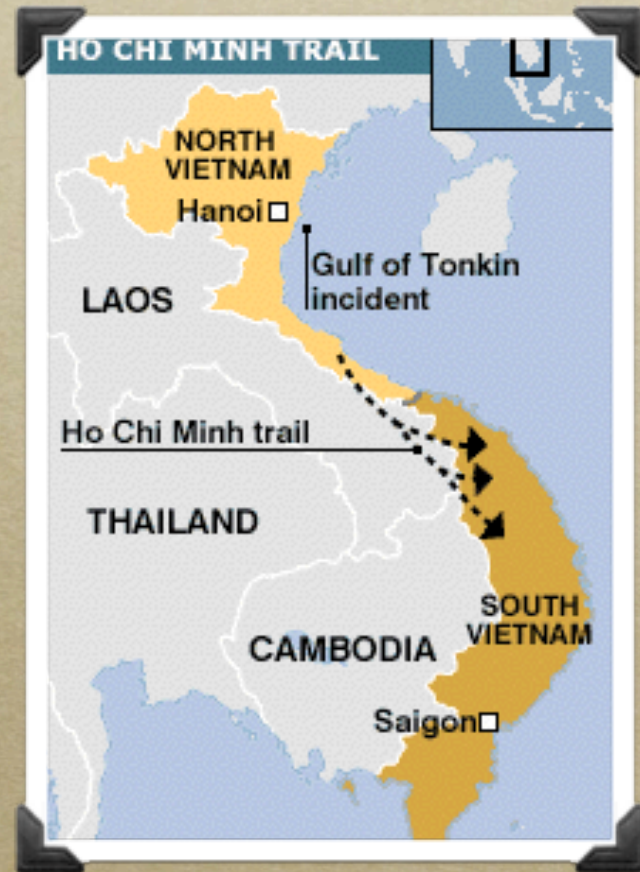 HO CHI MINH TRAIL
NORTH
VIETNAM
Hanoi
Gulf of Tonkin
incident
LAOS
Ho Chi Minh trail
THAILAND
SOUTH
VIETNAM
CAMBODIA
Saigon